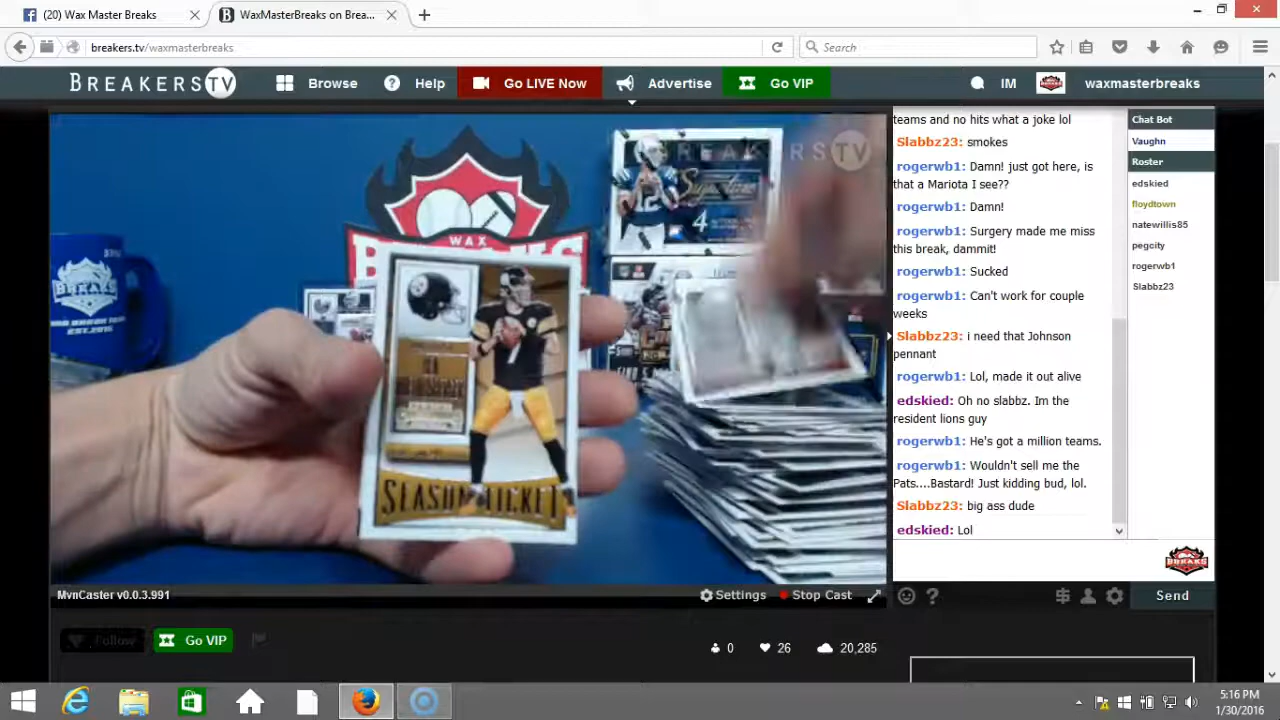 (20) Wax Master Breaks
WaxMasterBreaks on Brea...
breakers.tv/waxmasterbreaks
Search
BREAKERSTV
Browse
Help
Go LIVE Now
Advertise
Go VIP
IM
waxmasterbreaks
BREAKERSTV
WAX
BREAKS
4
SEASON TICKET
MvnCaster v0.0.3.991
Settings
Stop Cast
Follow
Go VIP
0
26
20,285
teams and no hits what a joke lol
Slabbz23: smokes
rogerwb1: Damn! just got here, is
that a Mariota I see??
rogerwb1: Damn!
rogerwb1: Surgery made me miss
this break, dammit!
rogerwb1: Sucked
rogerwb1: Can't work for couple
weeks
Slabbz23: i need that Johnson
pennant
rogerwb1: Lol, made it out alive
edskied: Oh no slabbz. Im the
resident lions guy
rogerwb1: He's got a million teams.
rogerwb1: Wouldn't sell me the
Pats....Bastard! Just kidding bud, lol.
Slabbz23: big ass dude
edskied: Lol
Send
Chat Bot
Vaughn
Roster
edskied
floydtown
natewillis85
pegcity
rogerwb1
Slabbz23
5:16 PM
1/30/2016